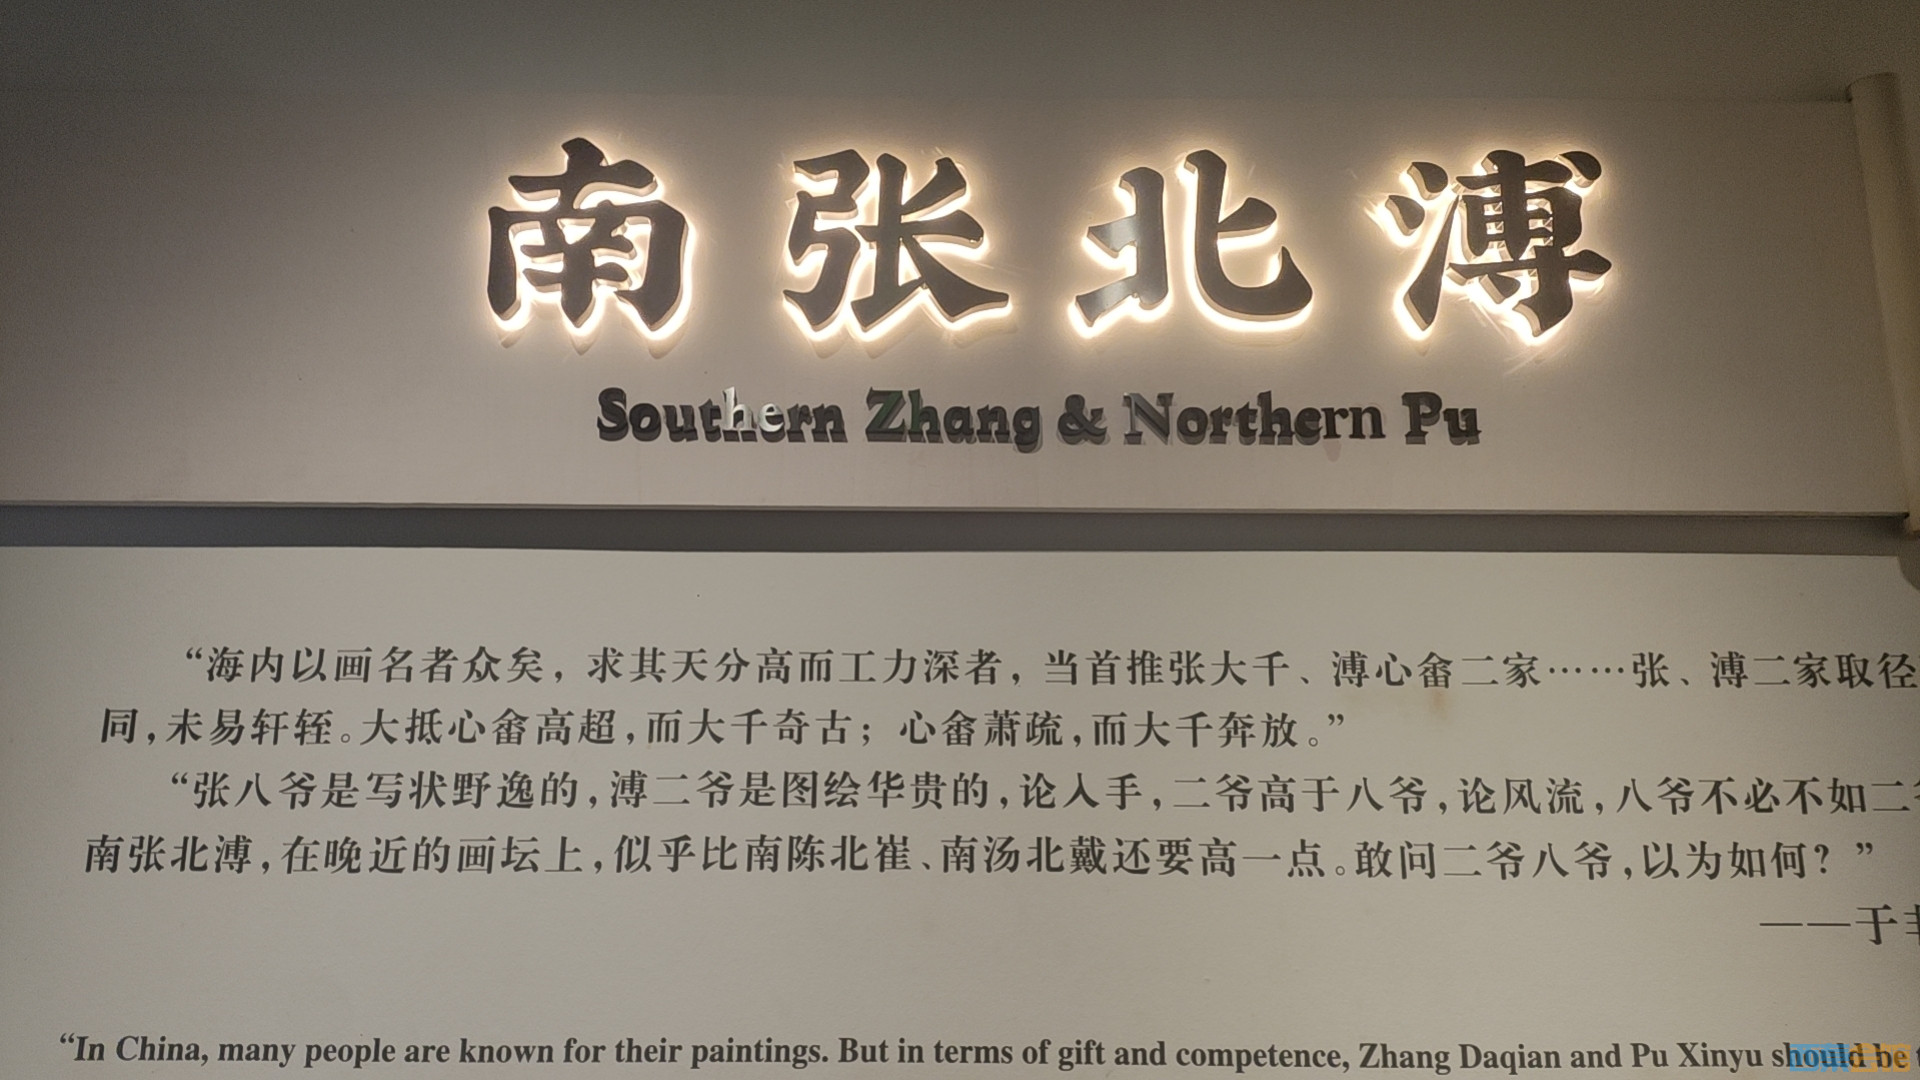 南张北溥
Southern Zhang & Northern Pu
“海内以画名者众矣，求其天分高而工力深者，当首推张大千、溥心畲二家……张、溥二家取径
同，未易轩轾。大抵心畲高超，而大千奇古；心畲萧疏，而大千奔放。”
“张八爷是写状野逸的，溥二爷是图绘华贵的，论入手，二爷高于八爷，论风流，八爷不必不如二
南张北溥，在晚近的画坛上，似乎比南陈北崔、南汤北戴还要高一点。敢问二爷八爷，以为如何？”
——于
“In China, many people are known for their paintings. But in terms of gift and competence, Zhang Daqian and Pu Xinyu should be